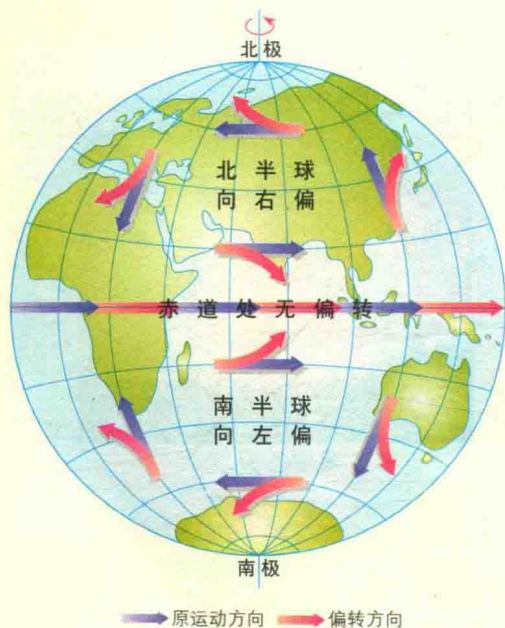 北极
北半球
向右偏
赤道处无偏转
南半球
向左偏
南极
原运动方向 偏转方向